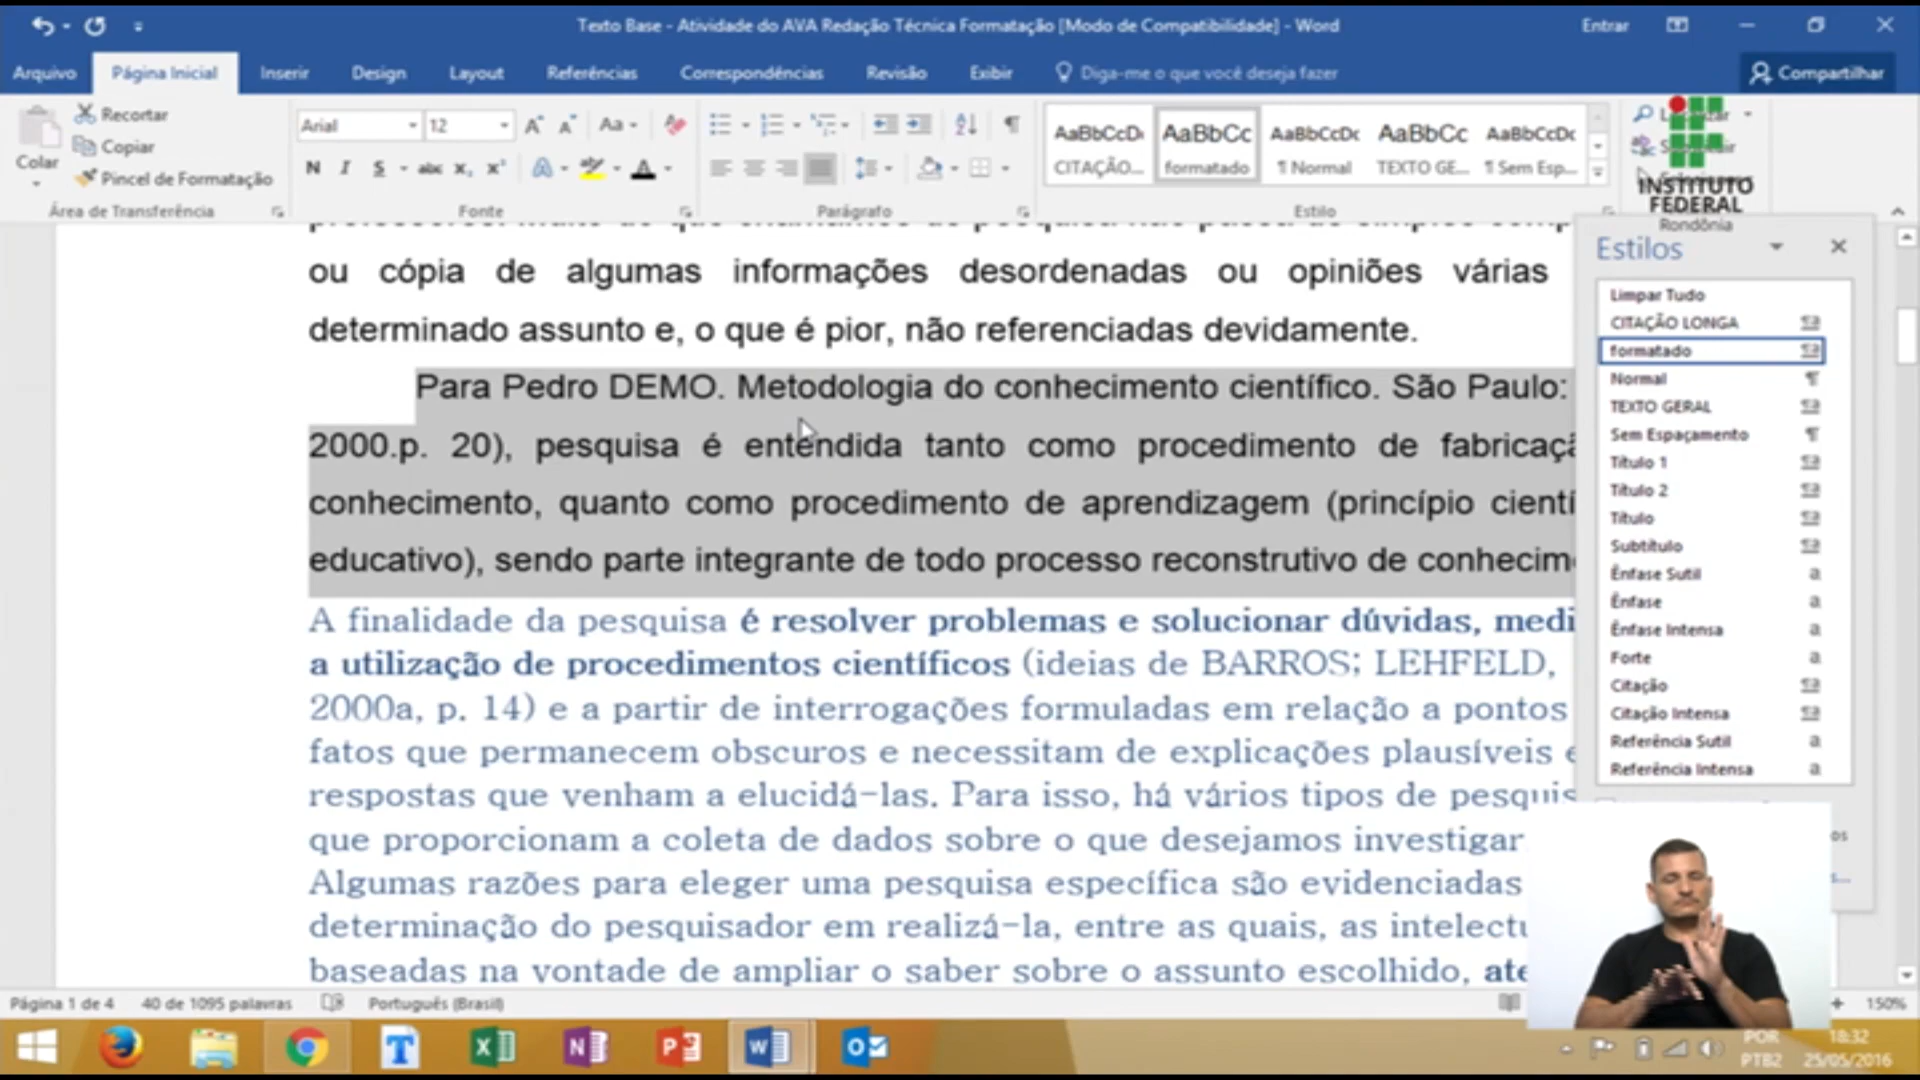 Texto Base - Atividade do AVA Redação Técnica Formatação [Modo de Compatibilidade] - Word
Entrar
Arquivo
Página Inicial
Inserir
Design
Layout
Referências
Correspondências
Revisão
Exibir
Diga-me o que você deseja fazer
Compartilhar
Colar
Recortar
Copiar
Pincel de Formatação
Área de Transferência
Arial
12
Aa
N I S abc x₂ x²
Fonte
Parágrafo
AaBbCcDc AaBbCc AaBbCcDc AaBbCc AaBbCcDc
CITAÇÃO... formatado ¶ Normal TEXTO GE... ¶ Sem Esp...
Estilo
INSTITUTO
FEDERAL
Rondônia
ou cópia de algumas informações desordenadas ou opiniões várias
determinado assunto e, o que é pior, não referenciadas devidamente.
Para Pedro DEMO. Metodologia do conhecimento científico. São Paulo:
2000.p. 20), pesquisa é entendida tanto como procedimento de fabricaçã
conhecimento, quanto como procedimento de aprendizagem (princípio cientí
educativo), sendo parte integrante de todo processo reconstrutivo de conhecim
A finalidade da pesquisa é resolver problemas e solucionar dúvidas, medi
a utilização de procedimentos científicos (ideias de BARROS; LEHFELD,
2000a, p. 14) e a partir de interrogações formuladas em relação a pontos
fatos que permanecem obscuros e necessitam de explicações plausíveis e
respostas que venham a elucidá-las. Para isso, há vários tipos de pesquis
que proporcionam a coleta de dados sobre o que desejamos investigar
Algumas razões para eleger uma pesquisa específica são evidenciadas
determinação do pesquisador em realizá-la, entre as quais, as intelectu
baseadas na vontade de ampliar o saber sobre o assunto escolhido, ate
Estilos
Limpar Tudo
CITAÇÃO LONGA
formatado
Normal
TEXTO GERAL
Sem Espaçamento
Título 1
Título 2
Título
Subtítulo
Ênfase Sutil
Ênfase
Ênfase Intensa
Forte
Citação
Citação Intensa
Referência Sutil
Referência Intensa
Página 1 de 4
40 de 1095 palavras
Português (Brasil)
150%
POR
PTB2
18:32
25/05/2016